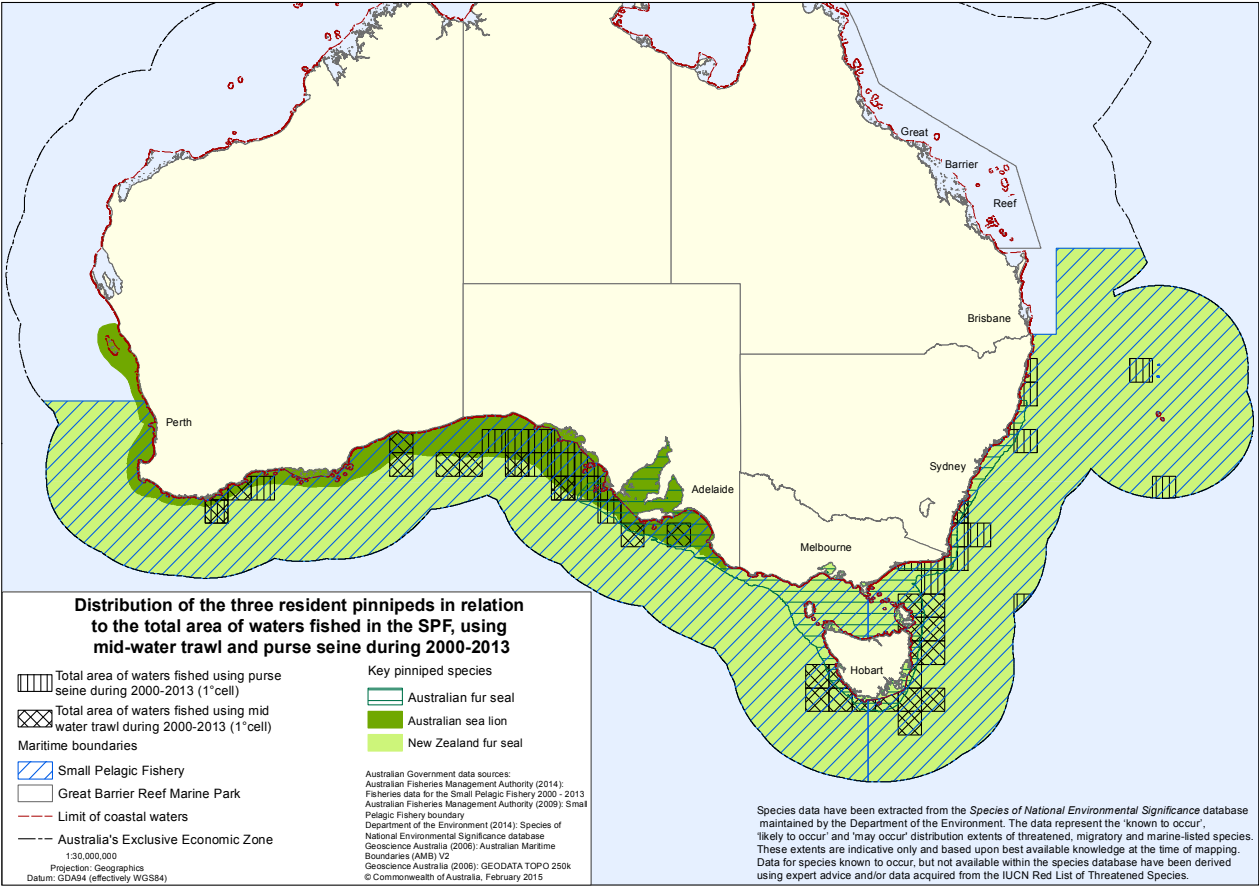 Great
Barrier
Reef
Brisbane
Perth
Sydney
Adelaide
Melbourne
Hobart
Distribution of the three resident pinnipeds in relation
to the total area of waters fished in the SPF, using
mid-water trawl and purse seine during 2000-2013
Total area of waters fished using purse
seine during 2000-2013 (1°cell)
Total area of waters fished using mid
water trawl during 2000-2013 (1°cell)
Maritime boundaries
Small Pelagic Fishery
Great Barrier Reef Marine Park
Limit of coastal waters
Australia's Exclusive Economic Zone
1:30,000,000
Projection: Geographics
Datum: GDA94 (effectively WGS84)
Key pinniped species
Australian fur seal
Australian sea lion
New Zealand fur seal
Australian Government data sources:
Australian Fisheries Management Authority (2014):
Fisheries data for the Small Pelagic Fishery 2000 - 2013
Australian Fisheries Management Authority (2009): Small
Pelagic Fishery boundary
Department of the Environment (2014): Species of
National Environmental Significance database
Geoscience Australia (2006): Australian Maritime
Boundaries (AMB) V2
Geoscience Australia (2006): GEODATA TOPO 250k
© Commonwealth of Australia, February 2015
Species data have been extracted from the Species of National Environmental Significance database
maintained by the Department of the Environment. The data represent the 'known to occur',
'likely to occur' and 'may occur' distribution extents of threatened, migratory and marine-listed species.
These extents are indicative only and based upon best available knowledge at the time of mapping.
Data for species known to occur, but not available within the species database have been derived
using expert advice and/or data acquired from the IUCN Red List of Threatened Species.